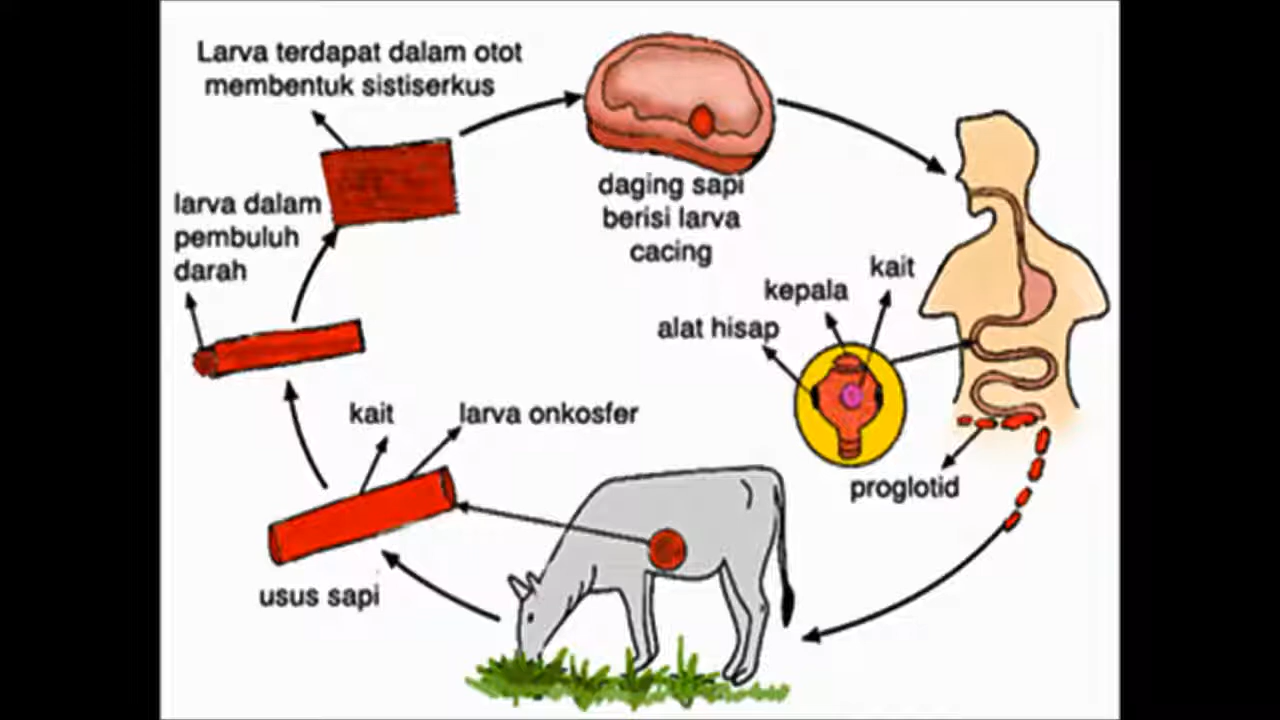 Larva terdapat dalam otot
membentuk sistiserkus
larva dalam
pembuluh
darah
daging sapi
berisi larva
cacing
kait
kepala
alat hisap
kait
larva onkosfer
proglotid
usus sapi